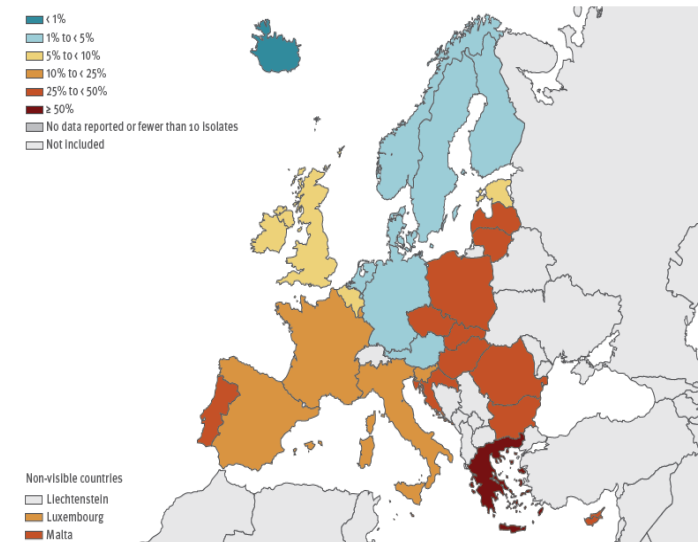 < 1%
1% to < 5%
5% to < 10%
10% to < 25%
25% to < 50%
≥ 50%
No data reported or fewer than 10 isolates
Not included
Non-visible countries
Liechtenstein
Luxembourg
Malta